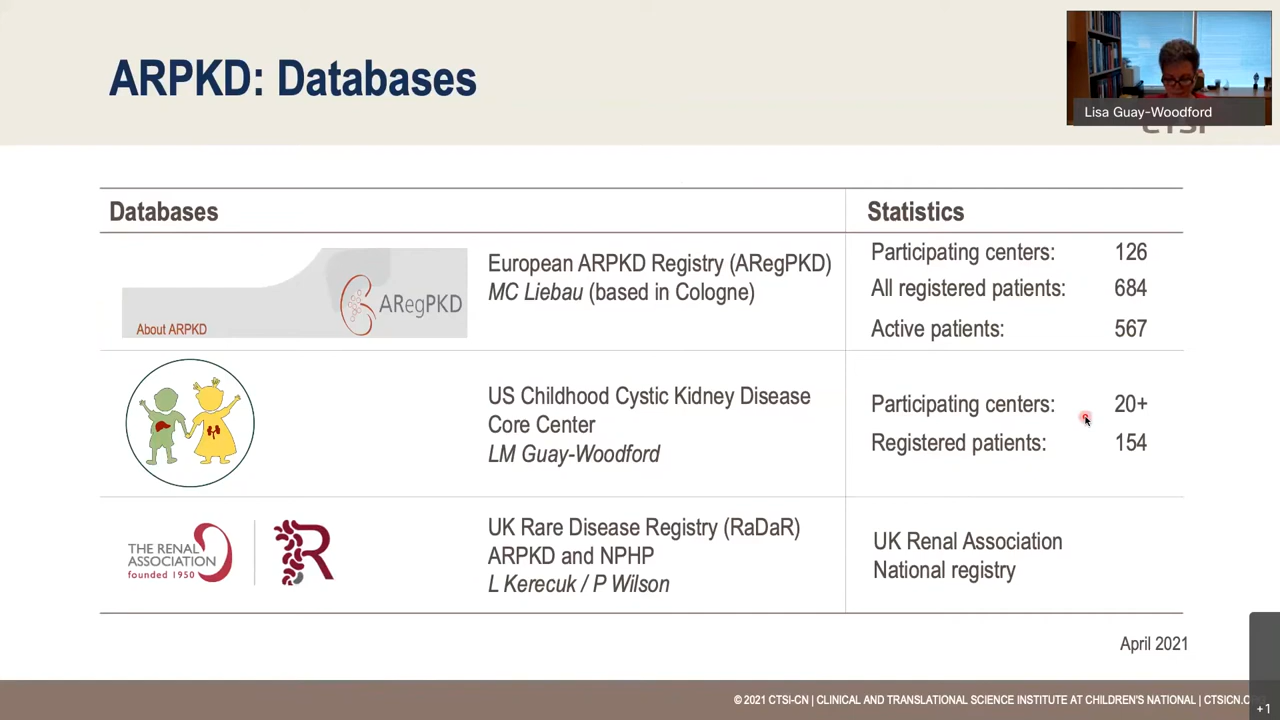 ARPKD: Databases
Lisa Guay-Woodford
CTSI
Databases
Statistics
About ARPKD
ARegPKD
European ARPKD Registry (ARegPKD)
MC Liebau (based in Cologne)
Participating centers: 126
All registered patients: 684
Active patients: 567
US Childhood Cystic Kidney Disease
Core Center
LM Guay-Woodford
Participating centers: 20+
Registered patients: 154
THE RENAL
ASSOCIATION
founded 1950
R
UK Rare Disease Registry (RaDaR)
ARPKD and NPHP
L Kerecuk / P Wilson
UK Renal Association
National registry
April 2021
© 2021 CTSI-CN | CLINICAL AND TRANSLATIONAL SCIENCE INSTITUTE AT CHILDREN'S NATIONAL | CTSICN.
+1